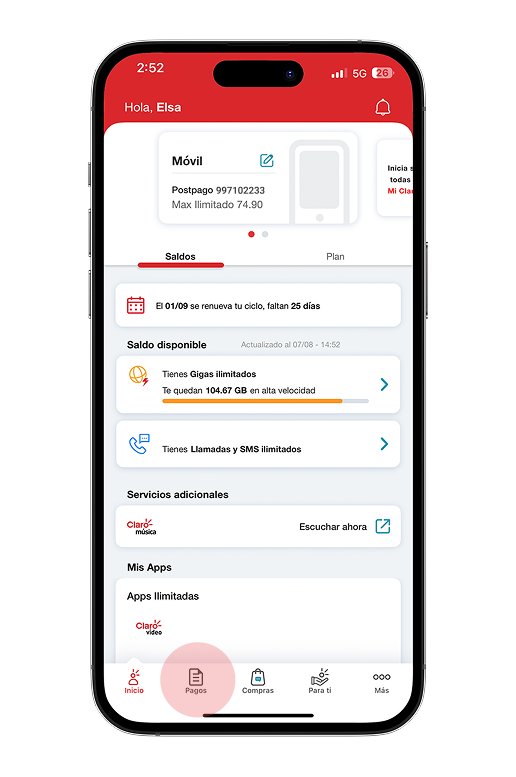 2:52
5G 26
Hola, Elsa
Móvil
Postpago 997102233
Max Ilimitado 74.90
Inicia s
todas
Mi Clar
Saldos
Plan
El 01/09 se renueva tu ciclo, faltan 25 días
Saldo disponible
Actualizado al 07/08 - 14:52
Tienes Gigas ilimitados
Te quedan 104.67 GB en alta velocidad
Tienes Llamadas y SMS ilimitados
Servicios adicionales
Claro
música
Escuchar ahora
Mis Apps
Apps Ilimitadas
Claro
video
Inicio
Pagos
Compras
Para ti
Más